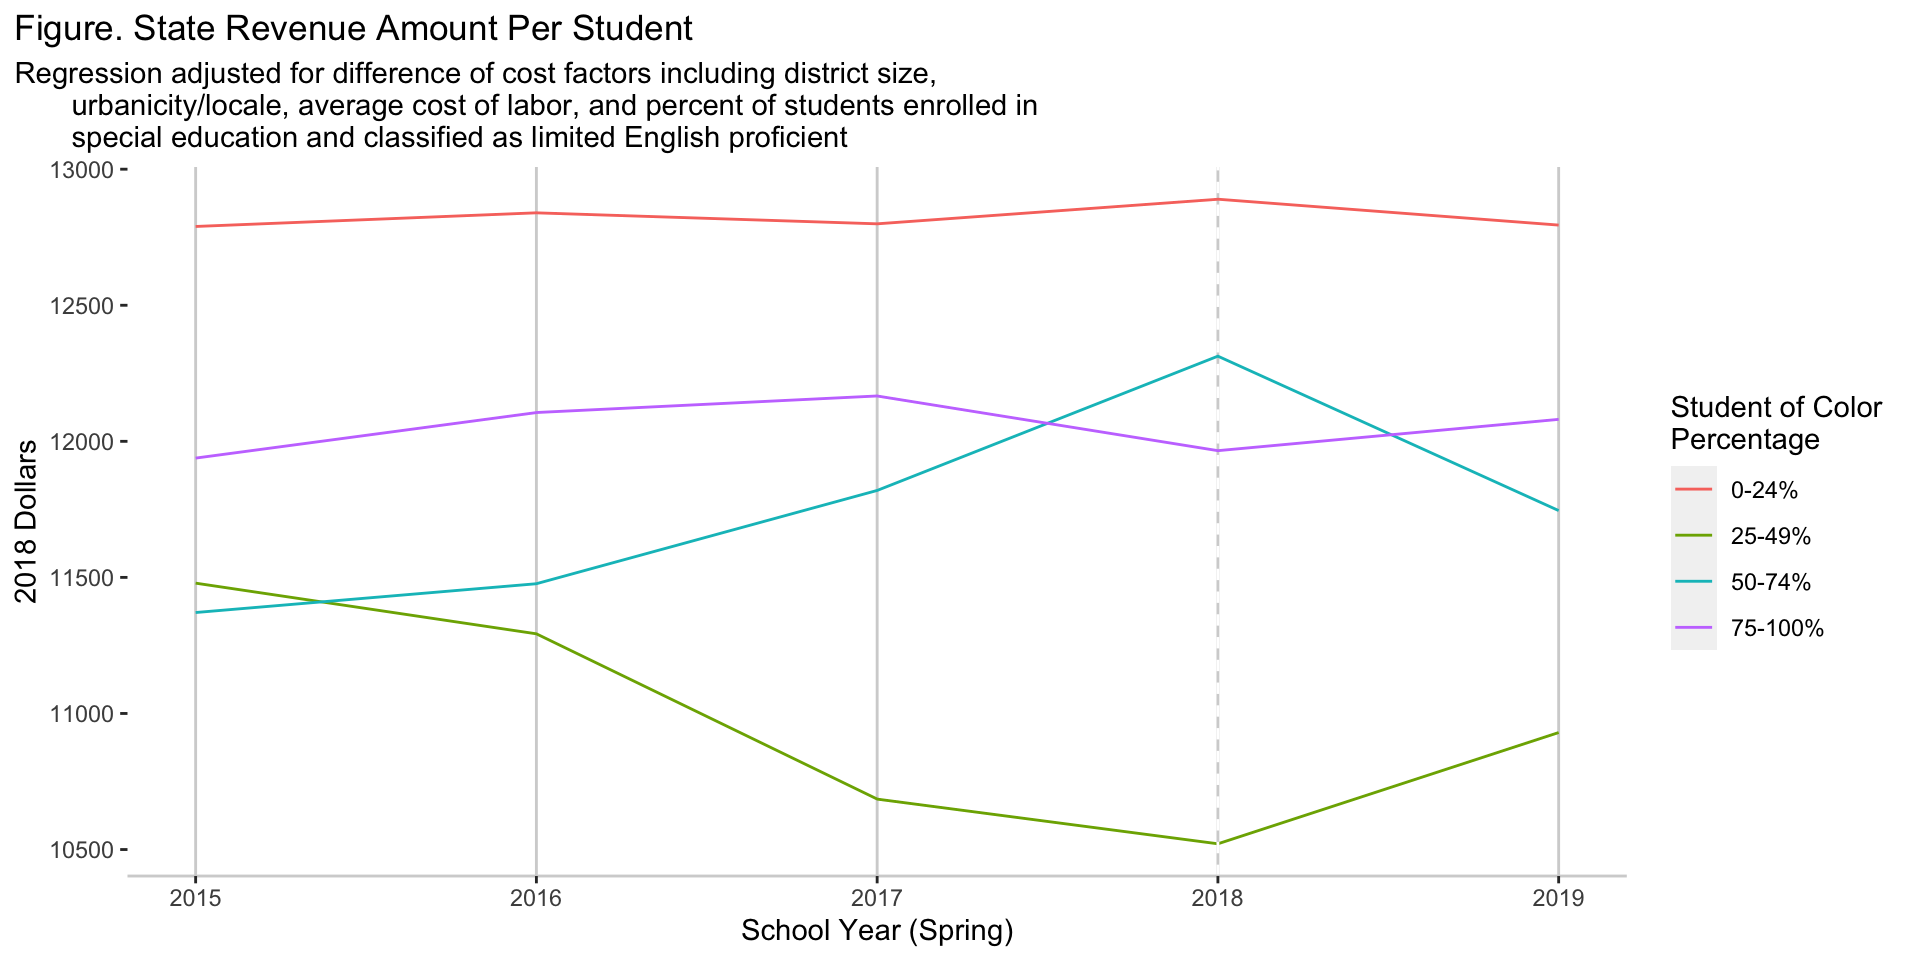 Figure. State Revenue Amount Per Student
Regression adjusted for difference of cost factors including district size,
urbanicity/locale, average cost of labor, and percent of students enrolled in
special education and classified as limited English proficient
13000
12500
12000
11500
11000
10500
2018 Dollars
2015 2016 2017 2018 2019
School Year (Spring)
Student of Color
Percentage
0-24%
25-49%
50-74%
75-100%